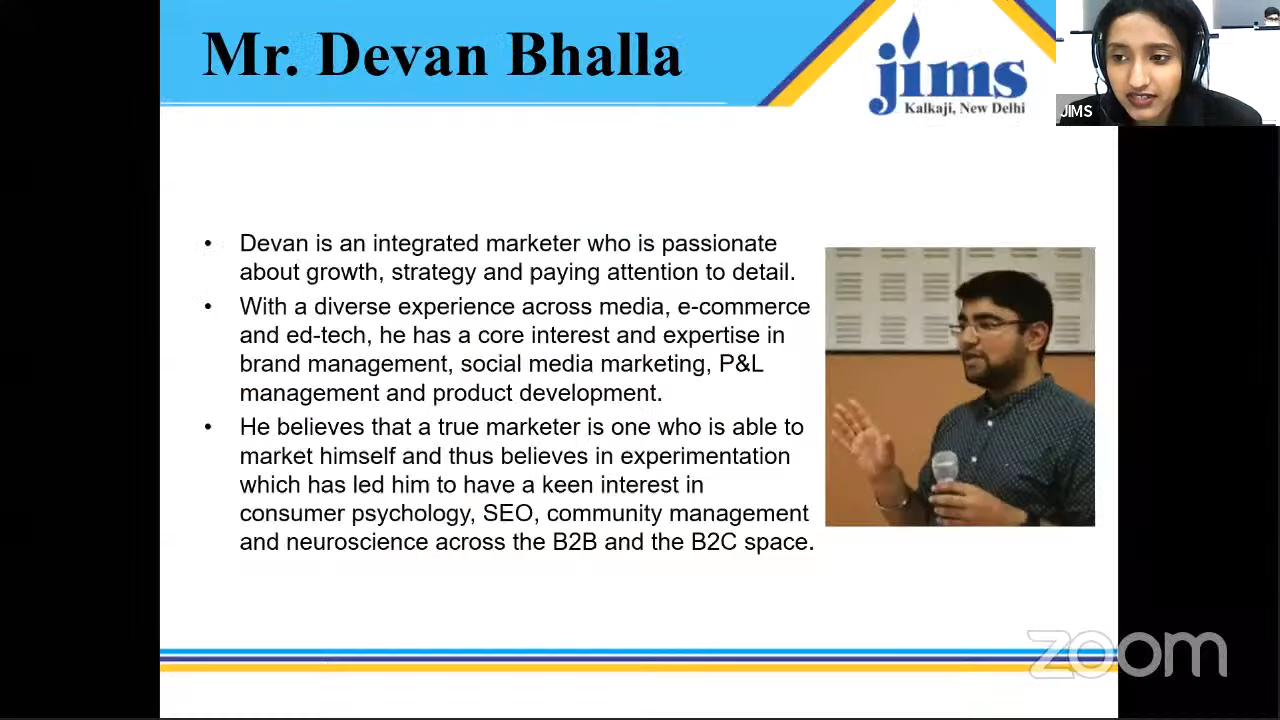 Mr. Devan Bhalla
jims
Kalkaji, New Delhi
JIMS
• Devan is an integrated marketer who is passionate
about growth, strategy and paying attention to detail.
• With a diverse experience across media, e-commerce
and ed-tech, he has a core interest and expertise in
brand management, social media marketing, P&L
management and product development.
• He believes that a true marketer is one who is able to
market himself and thus believes in experimentation
which has led him to have a keen interest in
consumer psychology, SEO, community management
and neuroscience across the B2B and the B2C space.
zoom